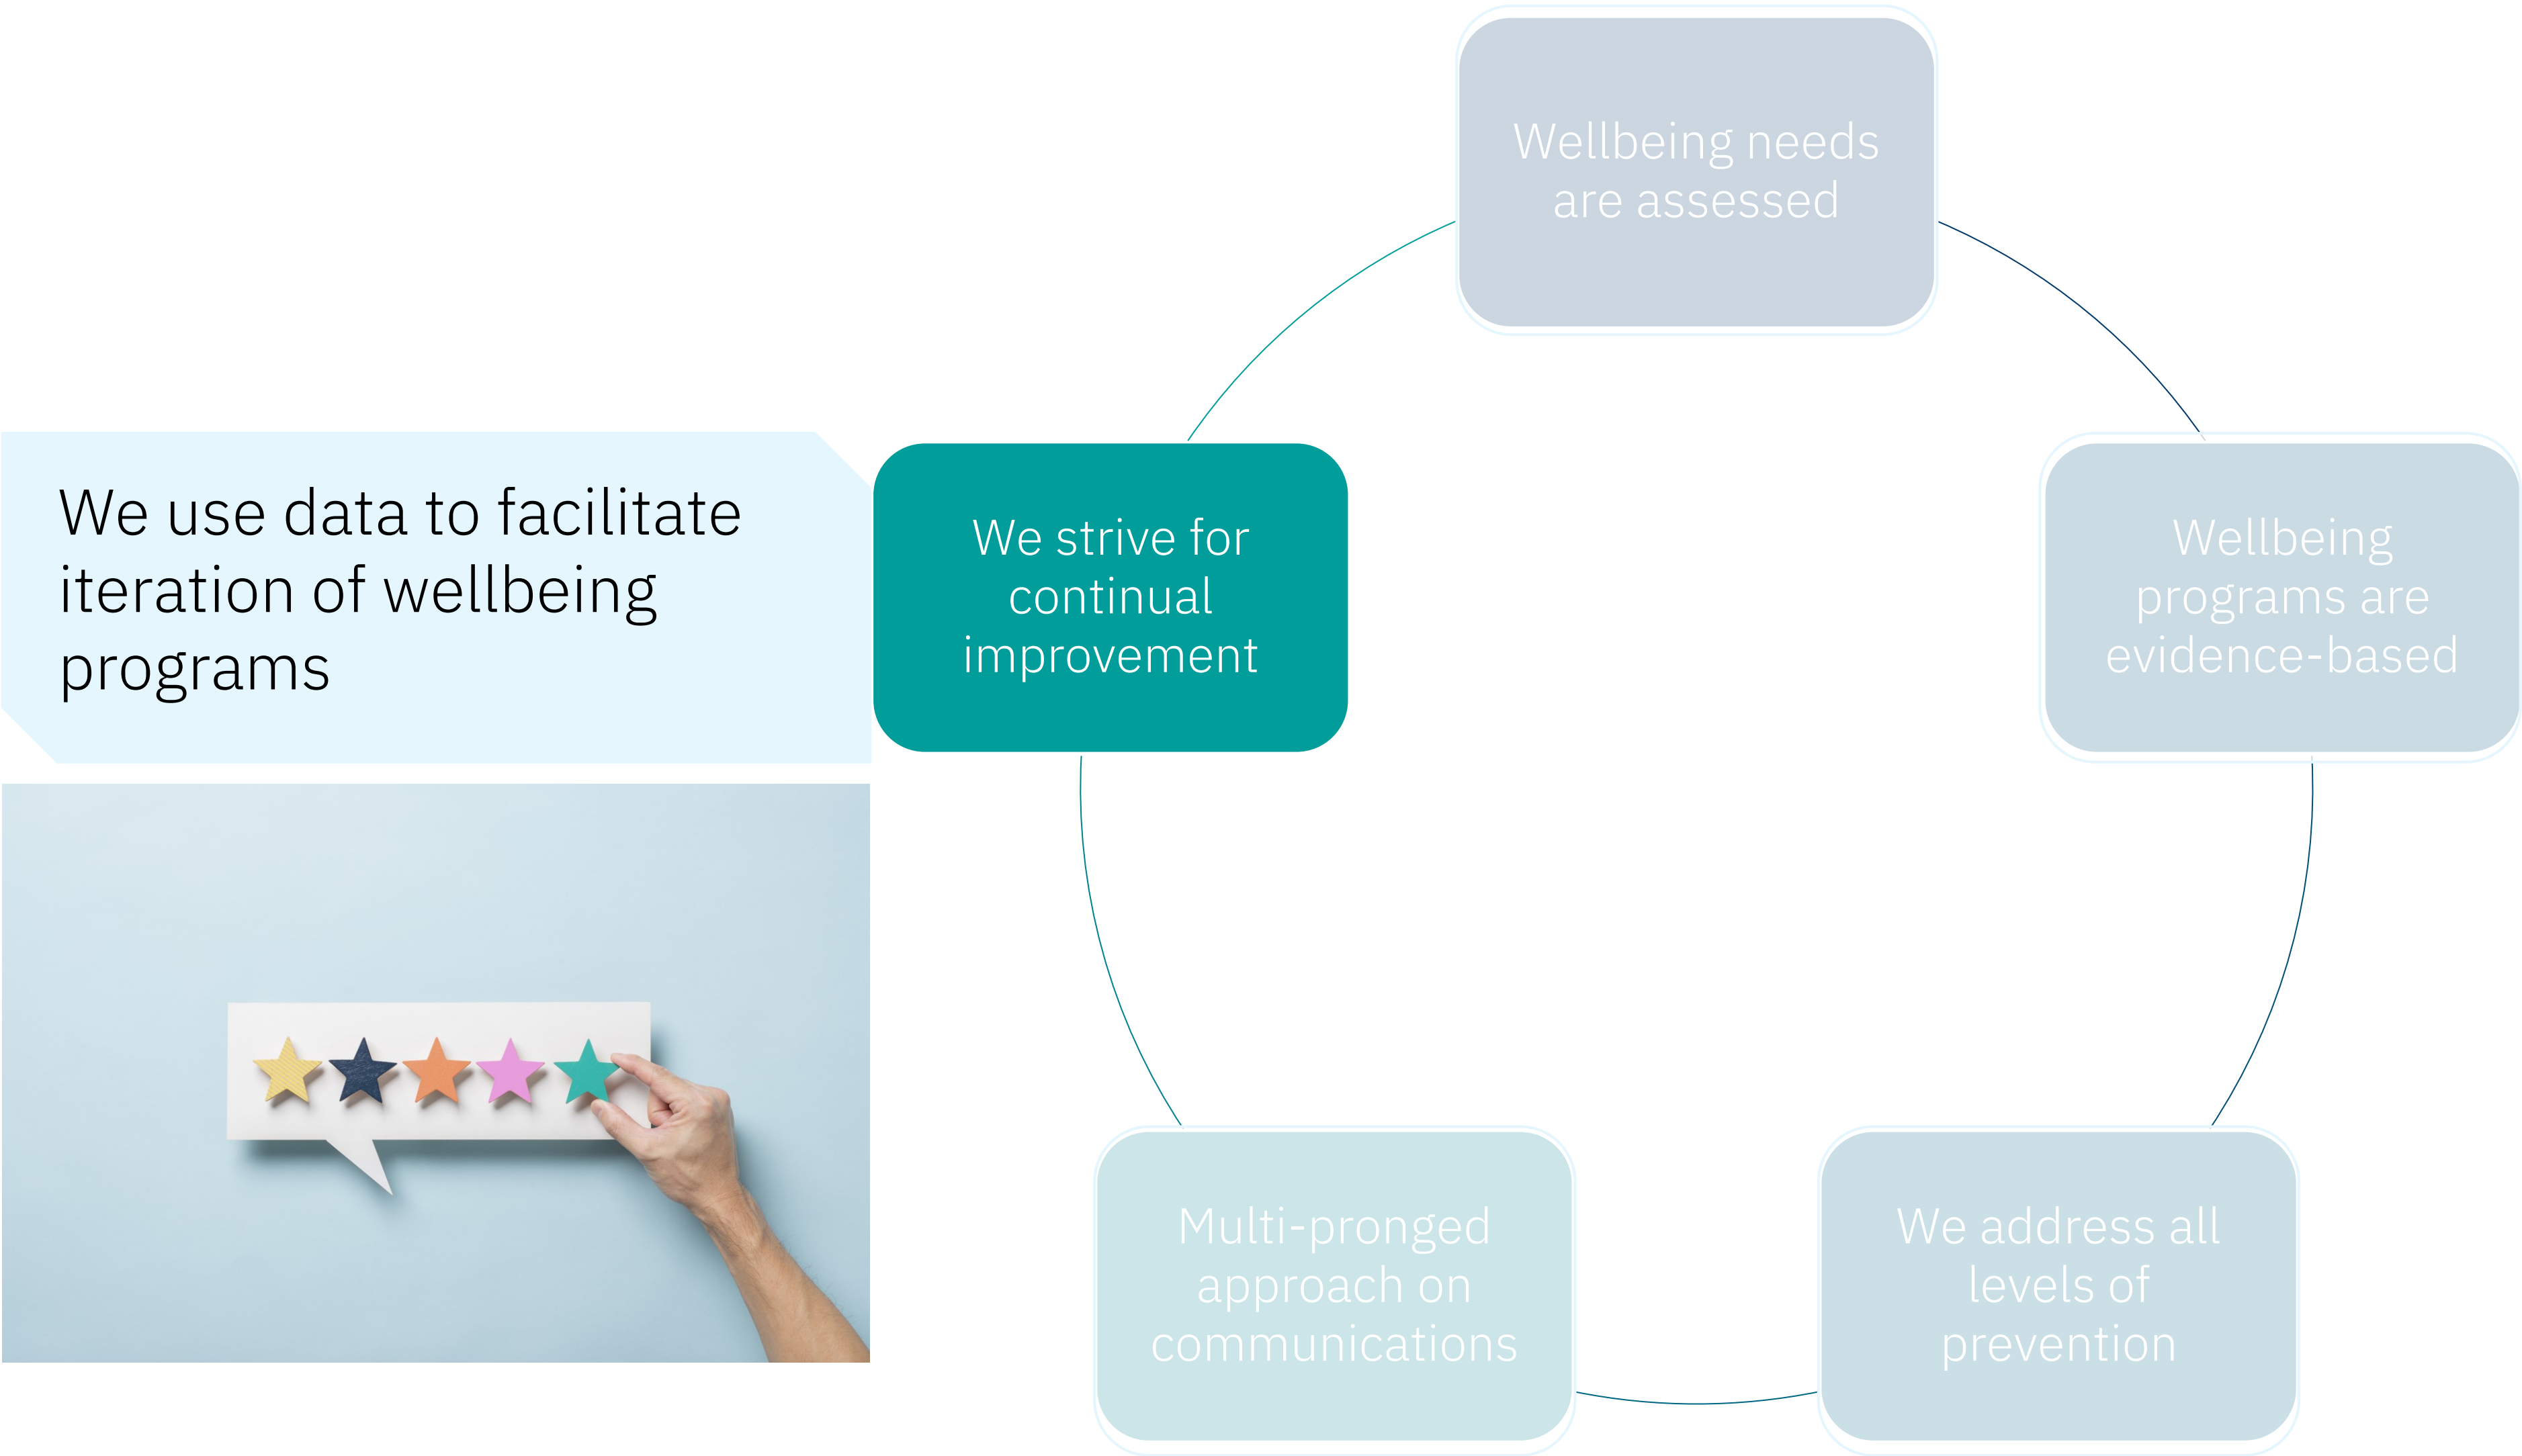 Wellbeing needs
are assessed
We use data to facilitate
iteration of wellbeing
programs
We strive for
continual
improvement
Wellbeing
programs are
evidence-based
Multi-pronged
approach on
communications
We address all
levels of
prevention